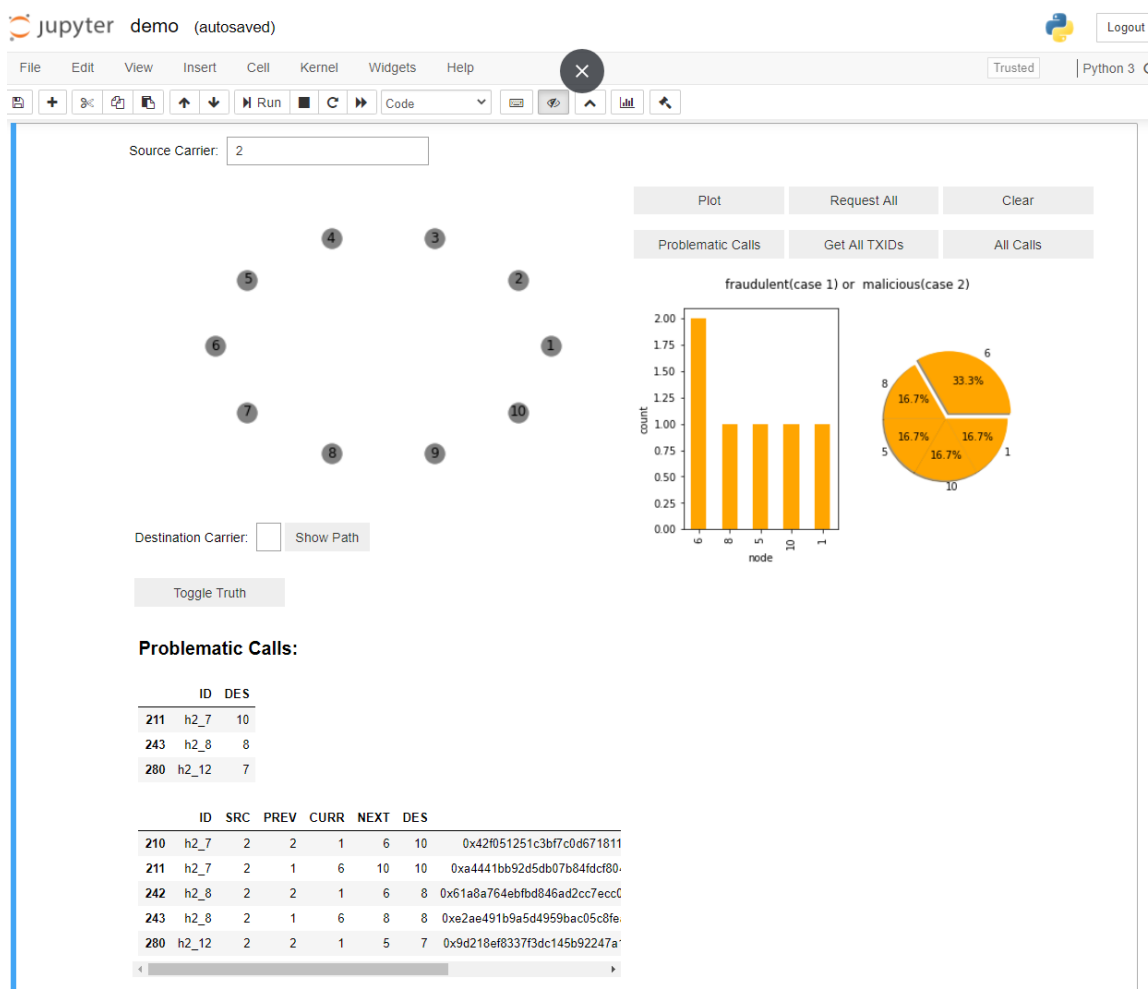 jupyter demo (autosaved)
Logout
File Edit View Insert Cell Kernel Widgets Help
Trusted
Python 3
Run
Code
Source Carrier: 2
4
3
5
2
6
1
7
10
8
9
Plot Request All Clear
Problematic Calls Get All TXIDs All Calls
fraudulent(case 1) or malicious(case 2)
2.00
1.75
1.50
1.25
1.00
0.75
0.50
0.25
0.00
count
6 8 5 10 1
node
6
33.3%
8
16.7%
5
16.7%
10
16.7%
1
16.7%
Destination Carrier:
Show Path
Toggle Truth
Problematic Calls:
ID DES
211 h2_7 10
243 h2_8 8
280 h2_12 7
ID SRC PREV CURR NEXT DES
210 h2_7 2 2 1 6 10 0x42f051251c3bf7c0d671811
211 h2_7 2 1 6 10 10 0xa4441bb92d5db07b84fdcf80
242 h2_8 2 2 1 6 8 0x61a8a764ebfbd846ad2cc7ecc0
243 h2_8 2 1 6 8 8 0xe2ae491b9a5d4959bac05c8fe
280 h2_12 2 2 1 5 7 0x9d218ef8337f3dc145b92247a